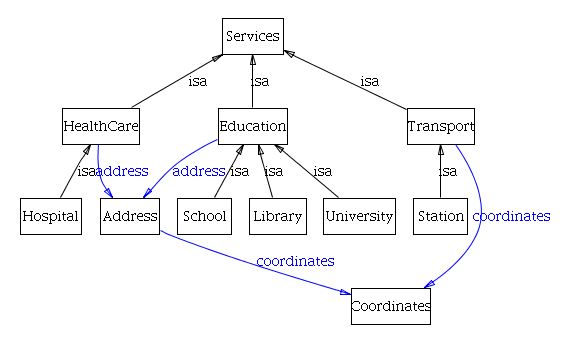 Services
isa isa isa
HealthCare Education Transport
isa address address isa isa isa isa
Hospital Address School Library University Station coordinates
coordinates
Coordinates